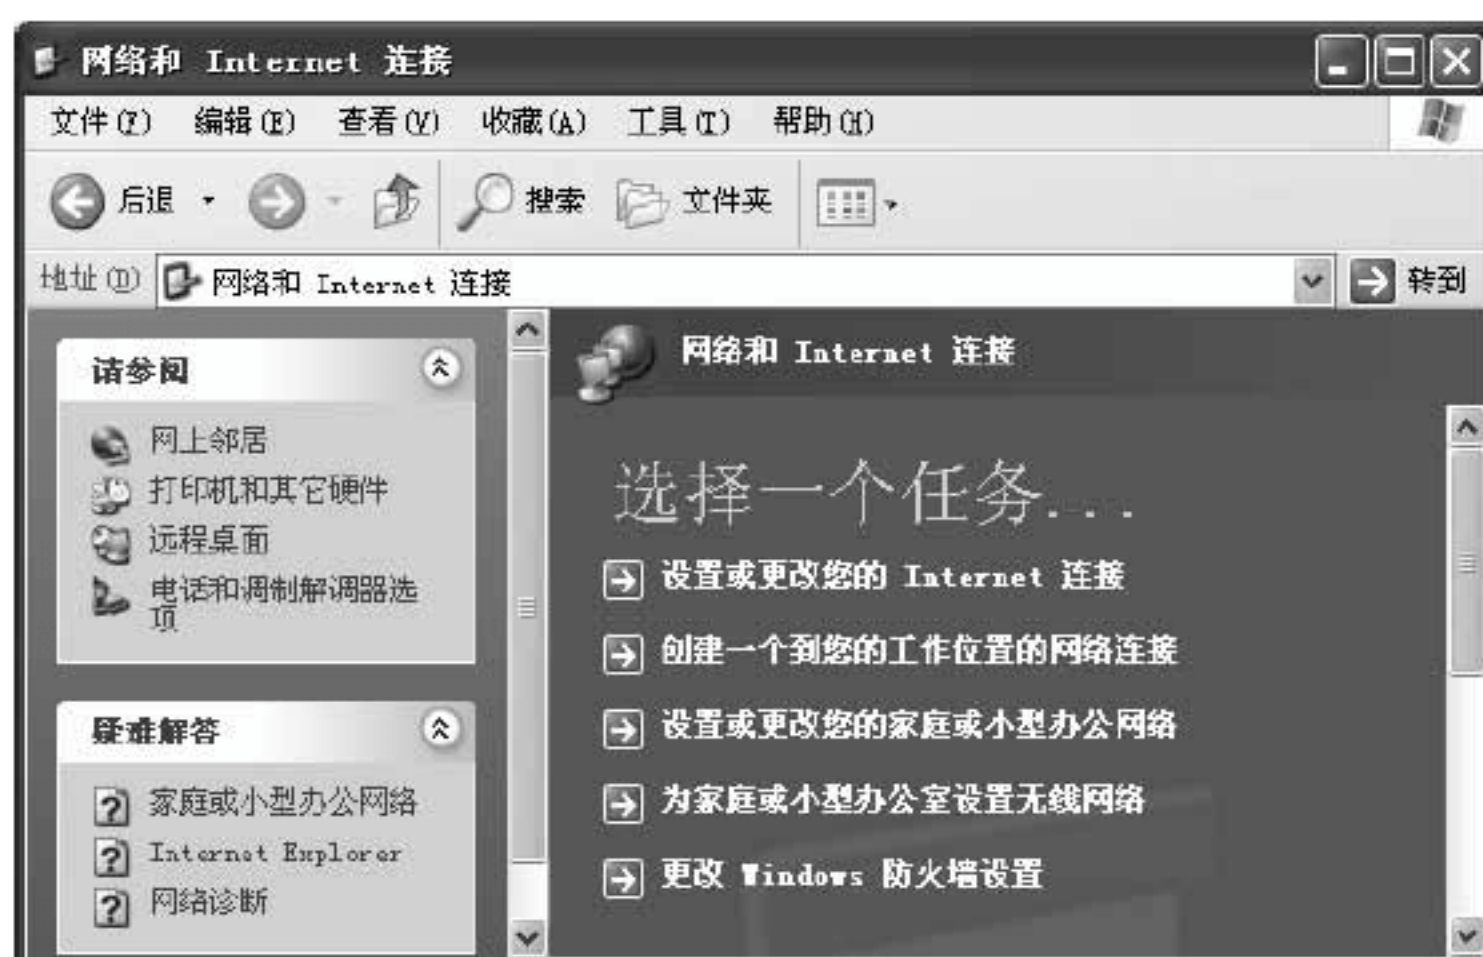 网络和 Internet 连接
文件(F) 编辑(E) 查看(V) 收藏(A) 工具(T) 帮助(H)
后退 搜索 文件夹
地址(D) 网络和 Internet 连接 转到
请参阅
网上邻居
打印机和其它硬件
远程桌面
电话和调制解调器选
项
疑难解答
家庭或小型办公网络
Internet Explorer
网络诊断
网络和 Internet 连接
选择一个任务...
设置或更改您的 Internet 连接
创建一个到您的工作位置的网络连接
设置或更改您的家庭或小型办公网络
为家庭或小型办公室设置无线网络
更改 Windows 防火墙设置